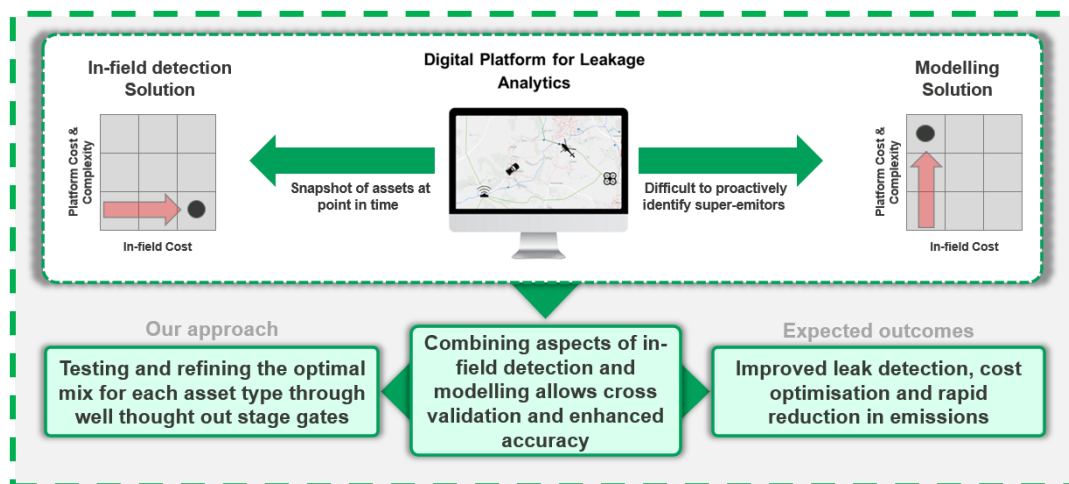 In-field detection
Solution
Platform Cost &
Complexity
In-field Cost
Snapshot of assets at
point in time
Digital Platform for Leakage
Analytics
Difficult to proactively
identify super-emitors
Modelling
Solution
Platform Cost &
Complexity
In-field Cost
Our approach
Testing and refining the optimal
mix for each asset type through
well thought out stage gates
Combining aspects of in-
field detection and
modelling allows cross
validation and enhanced
accuracy
Expected outcomes
Improved leak detection, cost
optimisation and rapid
reduction in emissions